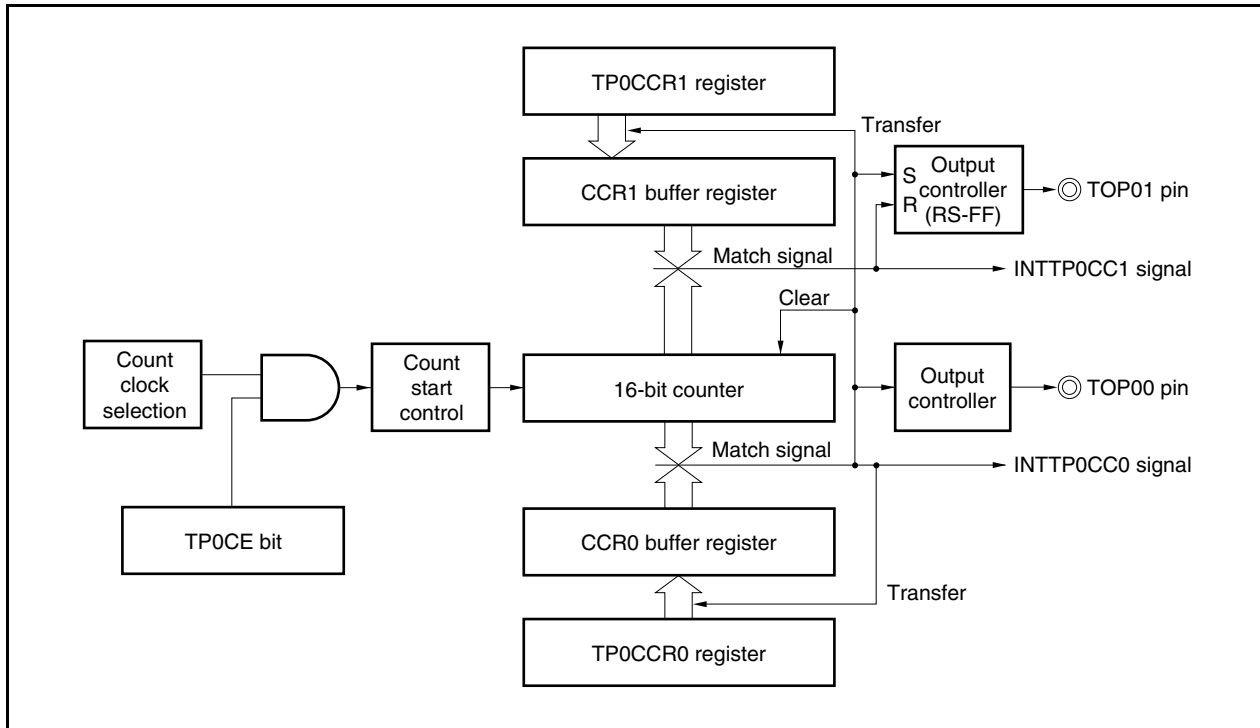 TP0CCR1 register
Transfer
CCR1 buffer register
S
R
Output
controller
(RS-FF)
TOP01 pin
Match signal
INTTP0CC1 signal
Clear
Count
clock
selection
Count
start
control
16-bit counter
Output
controller
TOP00 pin
Match signal
INTTP0CC0 signal
TP0CE bit
CCR0 buffer register
Transfer
TP0CCR0 register